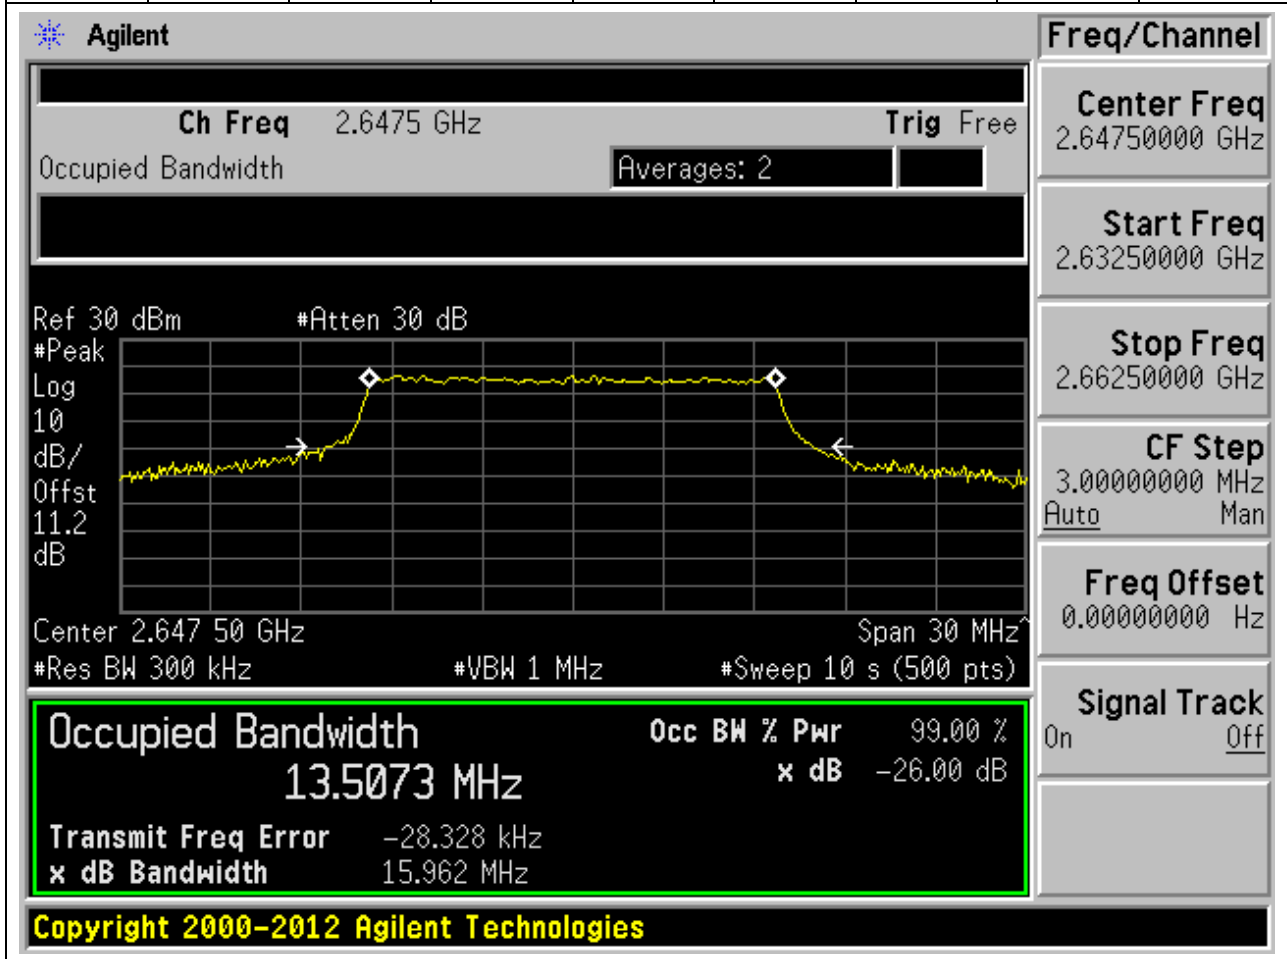 Agilent
Freq/Channel
Ch Freq 2.6475 GHz Trig Free
Occupied Bandwidth Averages: 2
Ref 30 dBm #Atten 30 dB
#Peak
Log
10
dB/
Offst
11.2
dB
Center 2.647 50 GHz Span 30 MHz^
#Res BW 300 kHz #VBW 1 MHz #Sweep 10 s (500 pts)
Occupied Bandwidth
13.5073 MHz
Occ BW % Pwr 99.00 %
x dB -26.00 dB
Transmit Freq Error -28.328 kHz
x dB Bandwidth 15.962 MHz
Copyright 2000-2012 Agilent Technologies
Center Freq
2.64750000 GHz
Start Freq
2.63250000 GHz
Stop Freq
2.66250000 GHz
CF Step
3.00000000 MHz
Auto Man
Freq Offset
0.00000000 Hz
Signal Track
On Off